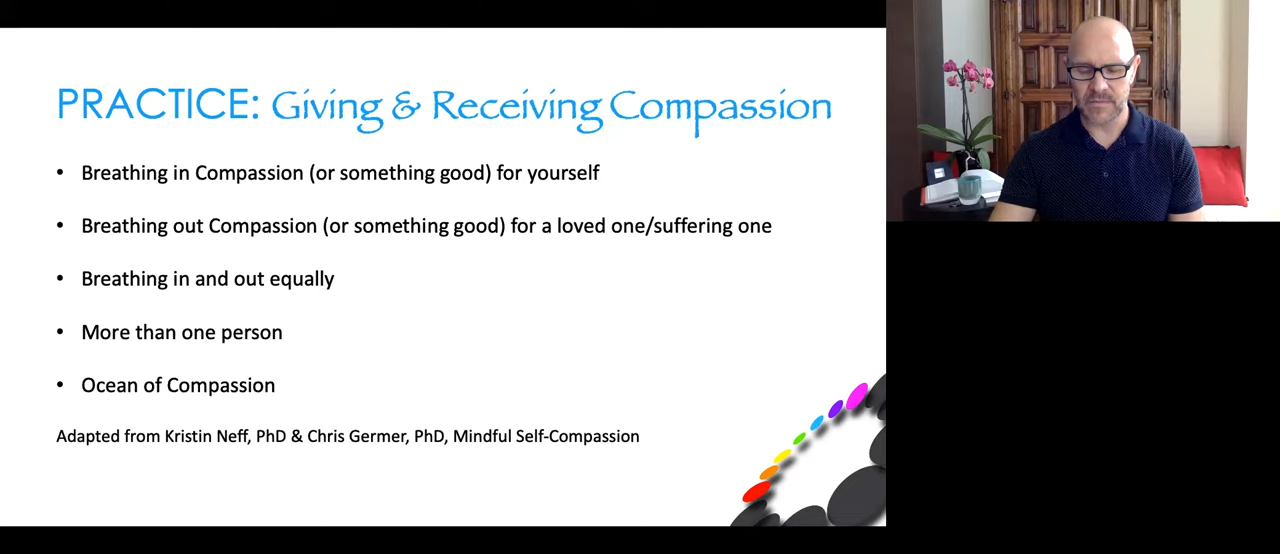 PRACTICE: Giving & Receiving Compassion
• Breathing in Compassion (or something good) for yourself
• Breathing out Compassion (or something good) for a loved one/suffering one
• Breathing in and out equally
• More than one person
• Ocean of Compassion
Adapted from Kristin Neff, PhD & Chris Germer, PhD, Mindful Self-Compassion